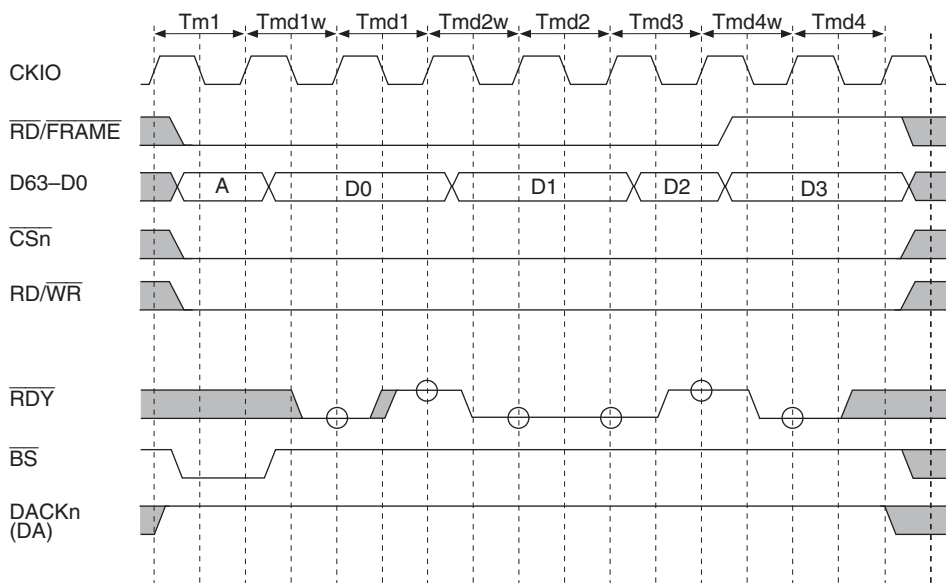 Tm1 Tmd1w Tmd1 Tmd2w Tmd2 Tmd3 Tmd4w Tmd4
CKIO
RD/FRAME
D63–D0 A D0 D1 D2 D3
CSn
RD/WR
RDY
BS
DACKn
(DA)